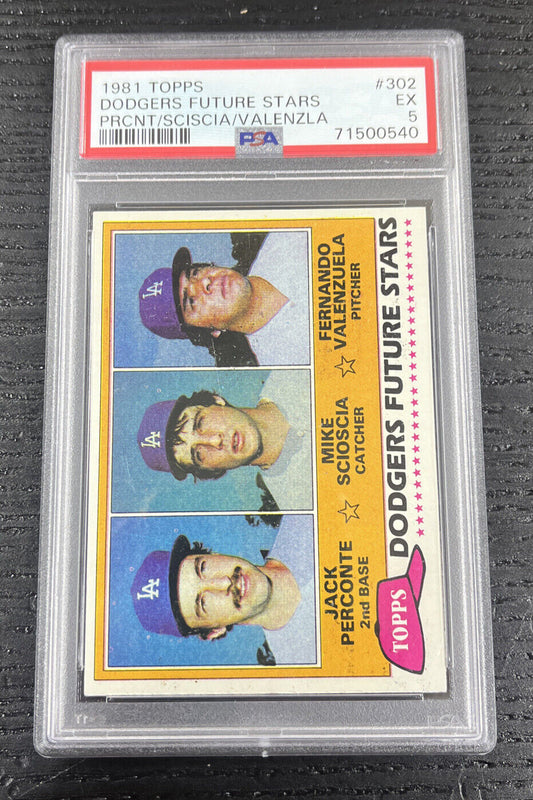 1981 TOPPS #302
DODGERS FUTURE STARS EX
PRCNT/SCISCIA/VALENZLA 5
PSA 71500540
LA
LA
LA
JACK
PERCONTE
2nd BASE
☆
MIKE
SCIOSCIA
CATCHER
☆
FERNANDO
VALENZUELA
PITCHER
TOPPS
DODGERS FUTURE STARS